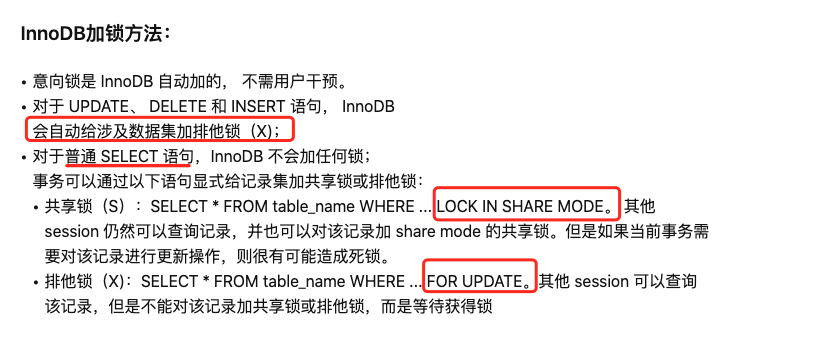 InnoDB加锁方法：
• 意向锁是 InnoDB 自动加的， 不需用户干预。
• 对于 UPDATE、 DELETE 和 INSERT 语句， InnoDB
会自动给涉及数据集加排他锁（X)；
• 对于普通 SELECT 语句，InnoDB 不会加任何锁；
事务可以通过以下语句显式给记录集加共享锁或排他锁：
• 共享锁（S）：SELECT * FROM table_name WHERE ... LOCK IN SHARE MODE。 其他
session 仍然可以查询记录，并也可以对该记录加 share mode 的共享锁。但是如果当前事务需
要对该记录进行更新操作，则很有可能造成死锁。
• 排他锁（X)：SELECT * FROM table_name WHERE ... FOR UPDATE。其他 session 可以查询
该记录，但是不能对该记录加共享锁或排他锁，而是等待获得锁